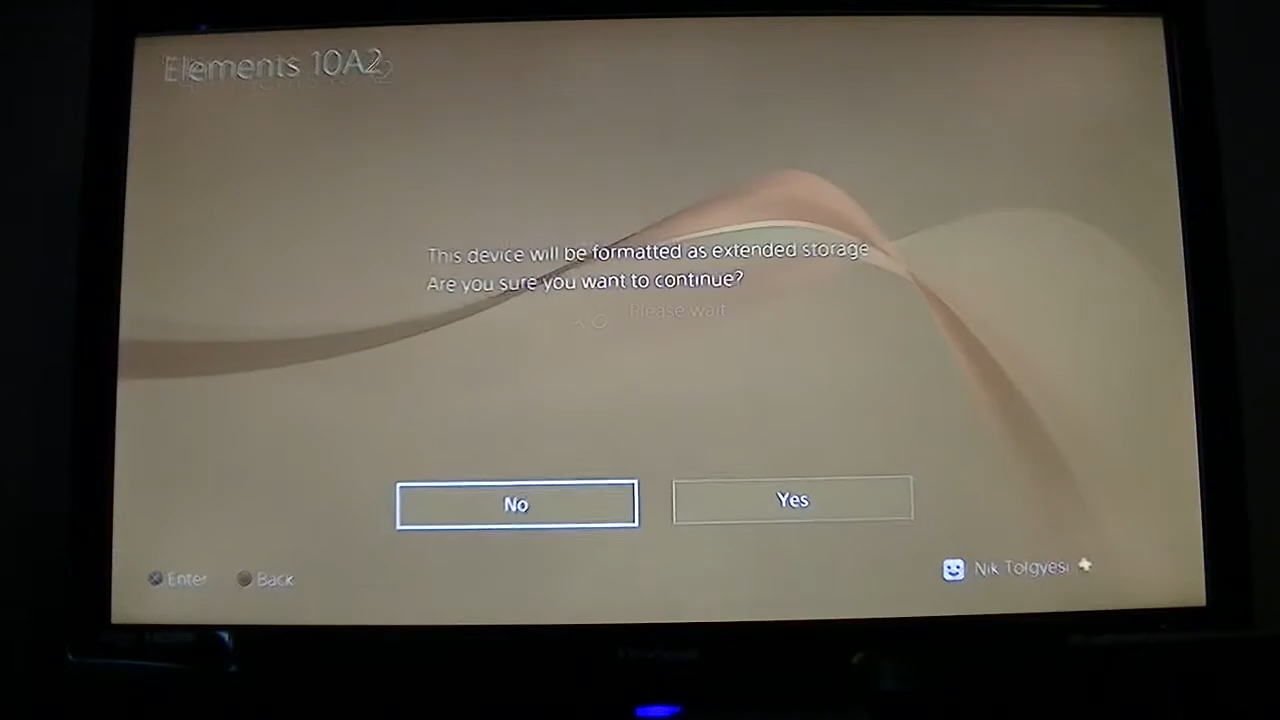 Elements 10A2
This device will be formatted as extended storage
Are you sure you want to continue?
Please wait
No
Yes
Enter
Back
Nik Tolgyesi